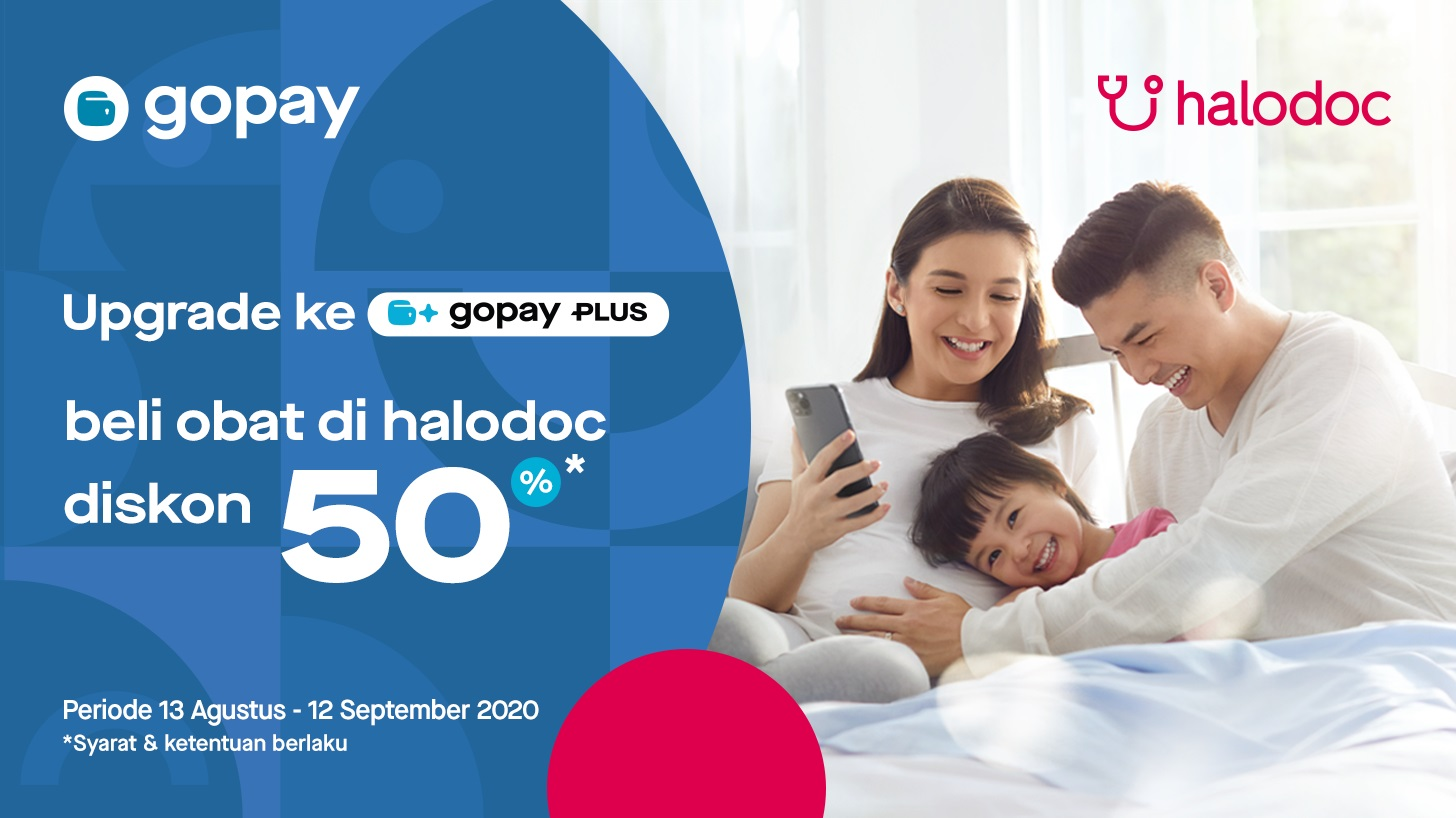 gopay
halodoc
Upgrade ke gopay PLUS
beli obat di halodoc
diskon 50%*
Periode 13 Agustus - 12 September 2020
*Syarat & ketentuan berlaku